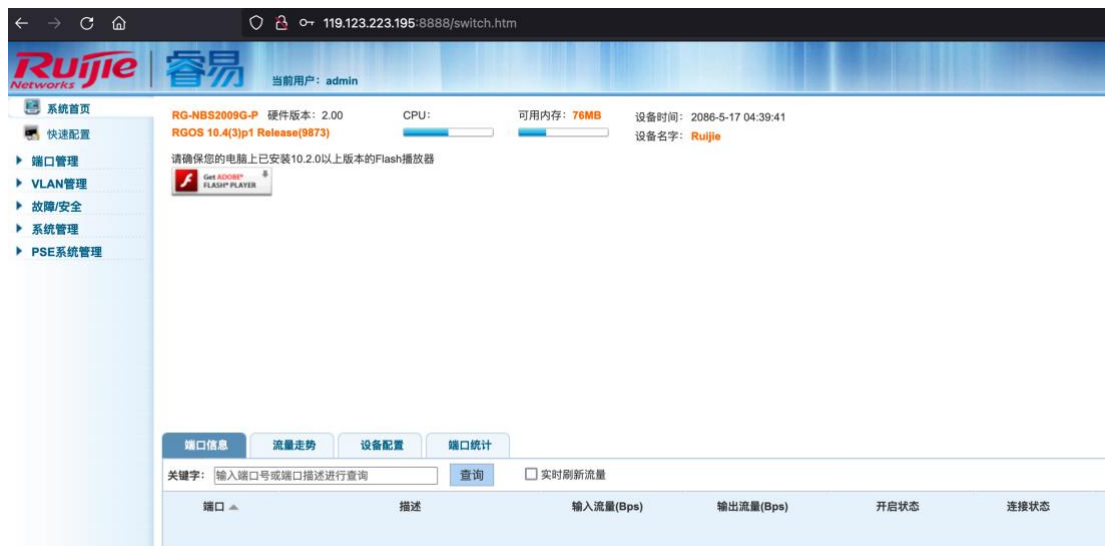 119.123.223.195:8888/switch.htm
Ruijie Networks 睿易 当前用户：admin
系统首页
快速配置
端口管理
VLAN管理
故障/安全
系统管理
PSE系统管理
RG-NBS2009G-P 硬件版本：2.00 CPU： 可用内存：76MB 设备时间：2086-5-17 04:39:41
RGOS 10.4(3)p1 Release(9873) 设备名字：Ruijie
请确保您的电脑上已安装10.2.0以上版本的Flash播放器
Get ADOBE®
FLASH® PLAYER
端口信息 流量走势 设备配置 端口统计
关键字： 输入端口号或端口描述进行查询 查询 实时刷新流量
端口 描述 输入流量(Bps) 输出流量(Bps) 开启状态 连接状态